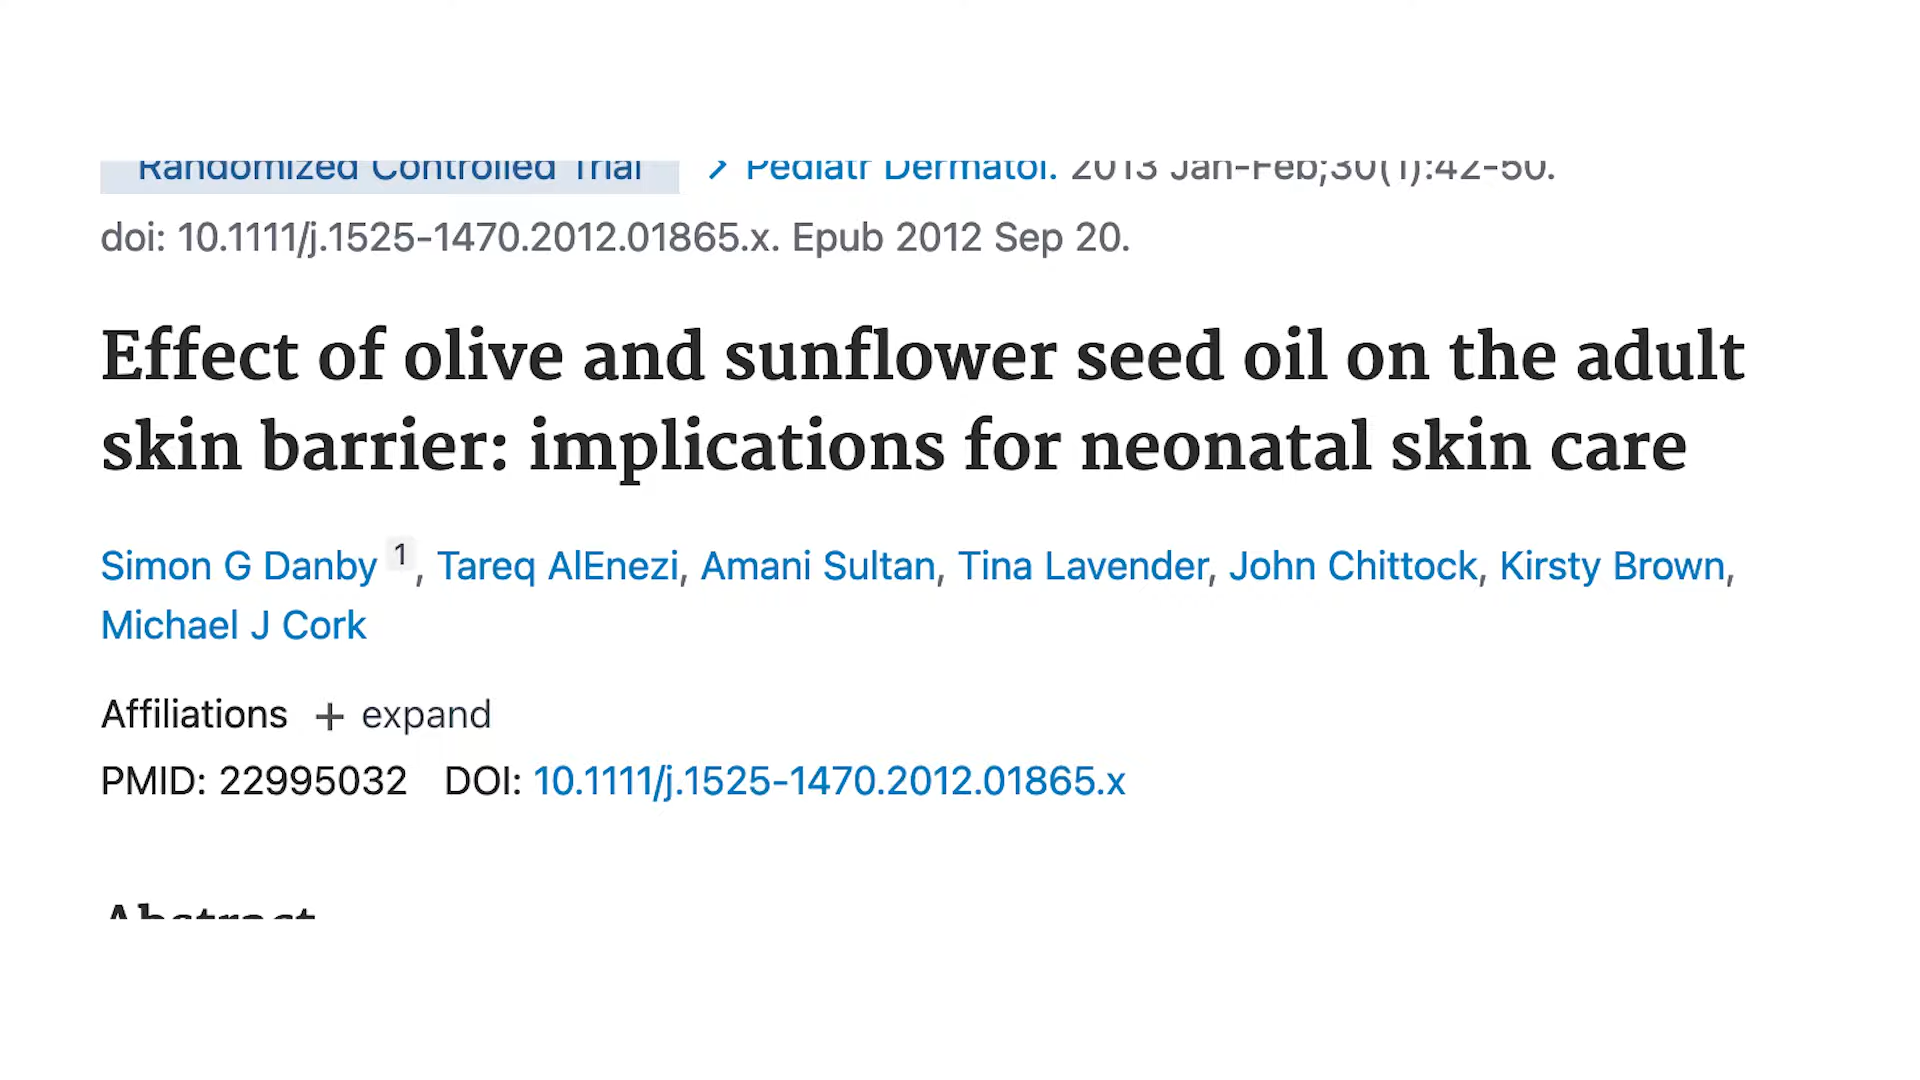 Randomized Controlled Trial > Pediatr Dermatol. 2013 Jan-Feb;30(1):42-50.
doi: 10.1111/j.1525-1470.2012.01865.x. Epub 2012 Sep 20.
Effect of olive and sunflower seed oil on the adult
skin barrier: implications for neonatal skin care
Simon G Danby 1, Tareq AlEnezi, Amani Sultan, Tina Lavender, John Chittock, Kirsty Brown,
Michael J Cork
Affiliations + expand
PMID: 22995032 DOI: 10.1111/j.1525-1470.2012.01865.x
Abstract